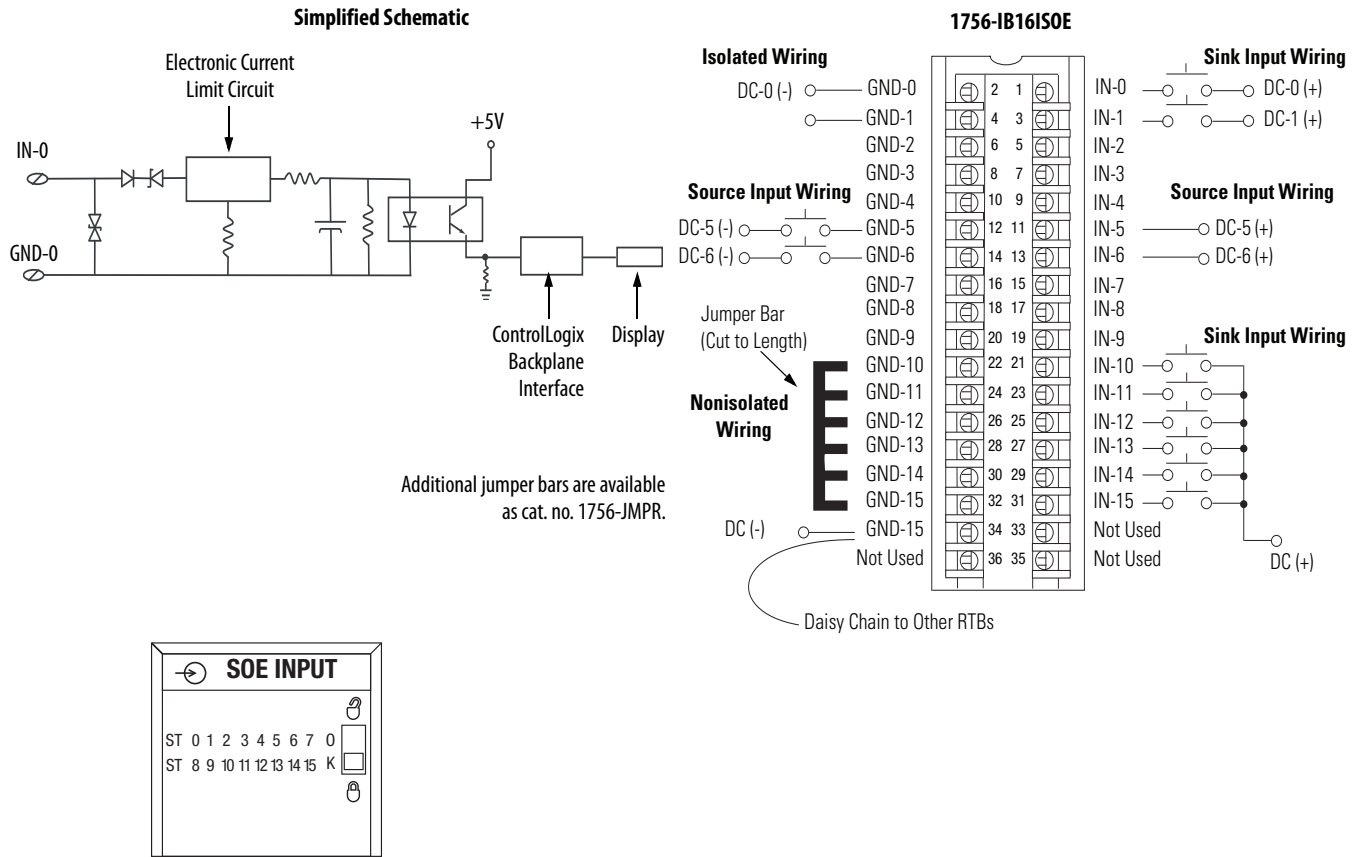 Simplified Schematic
Electronic Current
Limit Circuit
+5V
IN-0
GND-0
ControlLogix
Backplane
Interface
Display
Additional jumper bars are available
as cat. no. 1756-JMPR.
1756-IB16ISOE
Isolated Wiring
Sink Input Wiring
DC-0 (-) GND-0 2 1 IN-0 DC-0 (+)
GND-1 4 3 IN-1 DC-1 (+)
GND-2 6 5 IN-2
GND-3 8 7 IN-3
Source Input Wiring
Source Input Wiring
GND-4 10 9 IN-4
DC-5 (-) GND-5 12 11 IN-5 DC-5 (+)
DC-6 (-) GND-6 14 13 IN-6 DC-6 (+)
GND-7 16 15 IN-7
GND-8 18 17 IN-8
Jumper Bar
(Cut to Length)
GND-9 20 19 IN-9
Sink Input Wiring
GND-10 22 21 IN-10
GND-11 24 23 IN-11
Nonisolated
Wiring
GND-12 26 25 IN-12
GND-13 28 27 IN-13
GND-14 30 29 IN-14
GND-15 32 31 IN-15
DC (-) GND-15 34 33 Not Used
Not Used 36 35 Not Used
DC (+)
Daisy Chain to Other RTBs
SOE INPUT
ST 0 1 2 3 4 5 6 7 O
ST 8 9 10 11 12 13 14 15 K